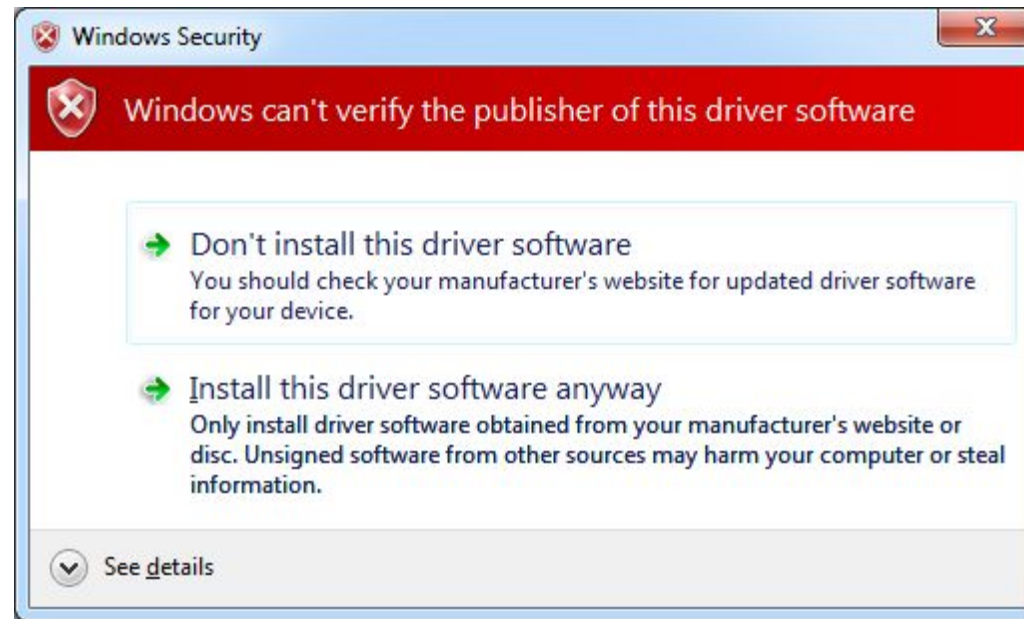 Windows Security
Windows can't verify the publisher of this driver software
Don't install this driver software
You should check your manufacturer's website for updated driver software
for your device.
Install this driver software anyway
Only install driver software obtained from your manufacturer's website or
disc. Unsigned software from other sources may harm your computer or steal
information.
See details